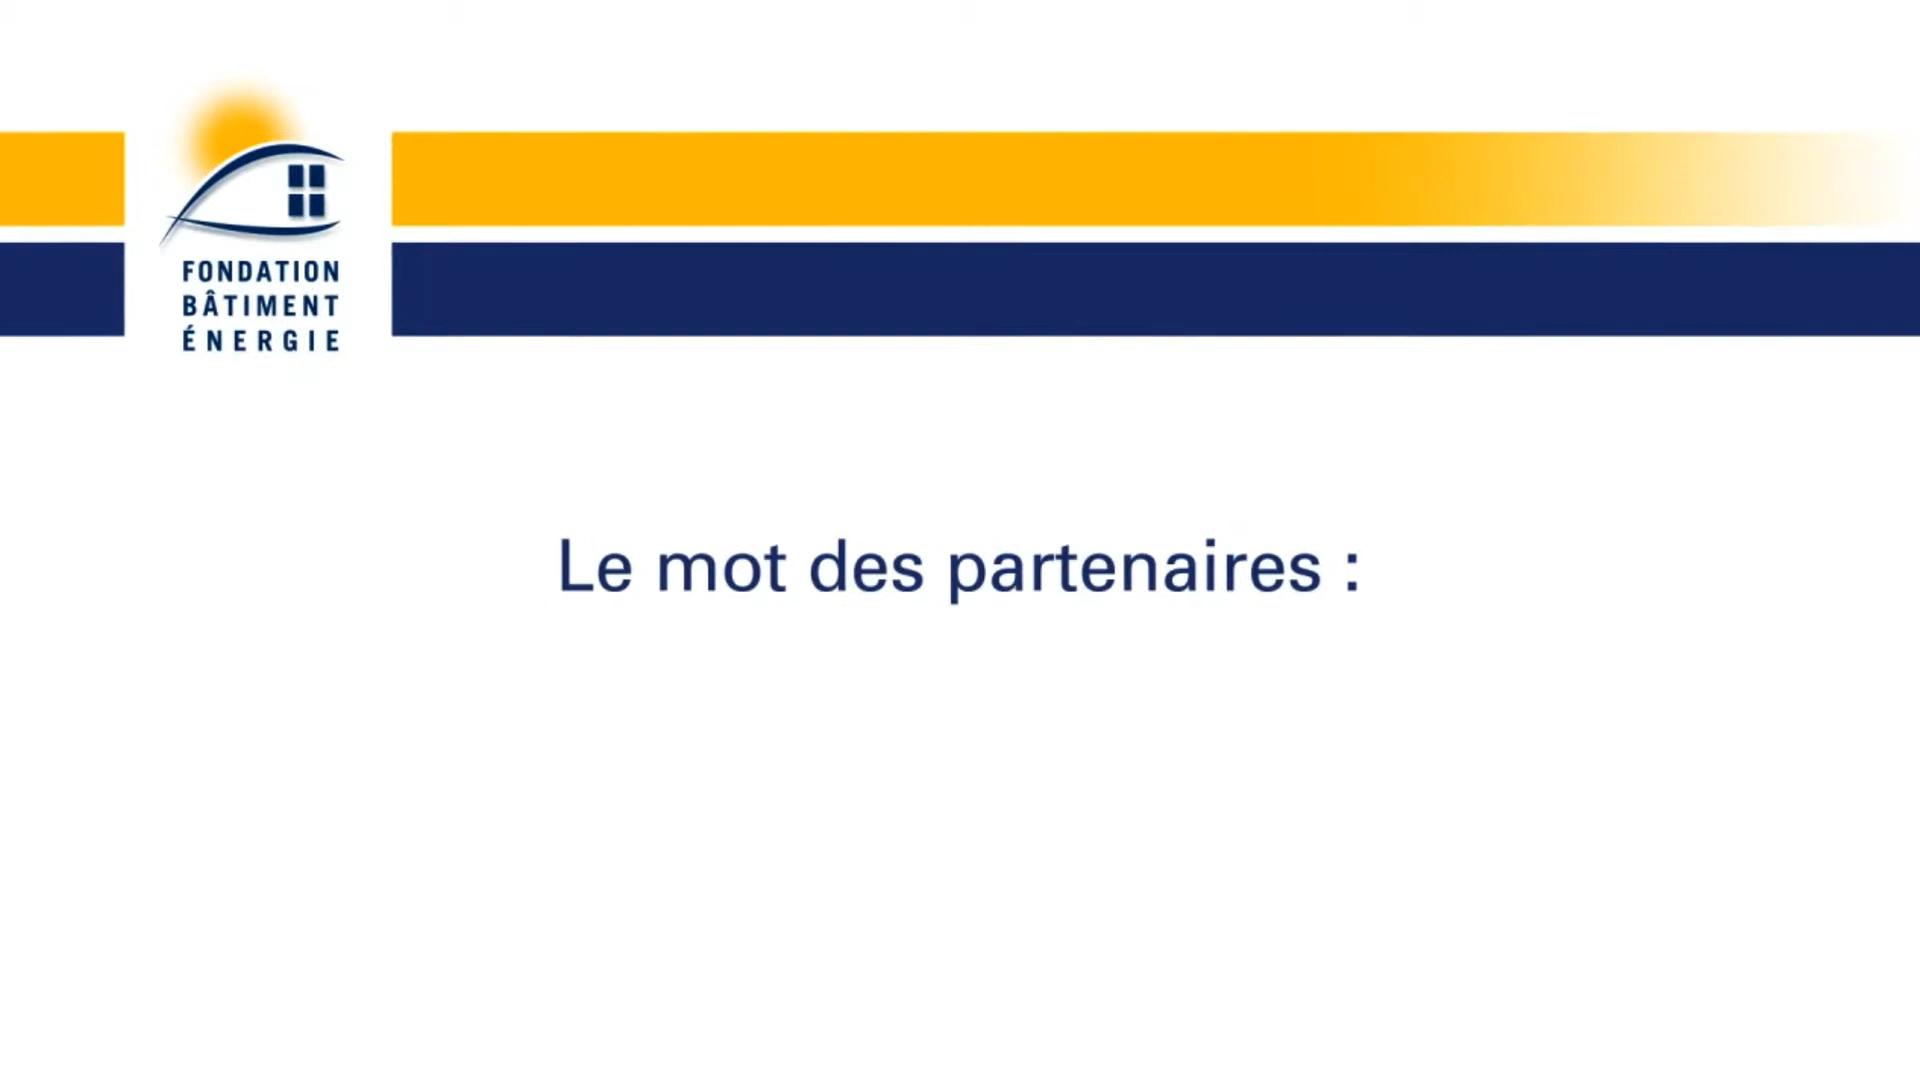 FONDATION
BÂTIMENT
ÉNERGIE
Le mot des partenaires :